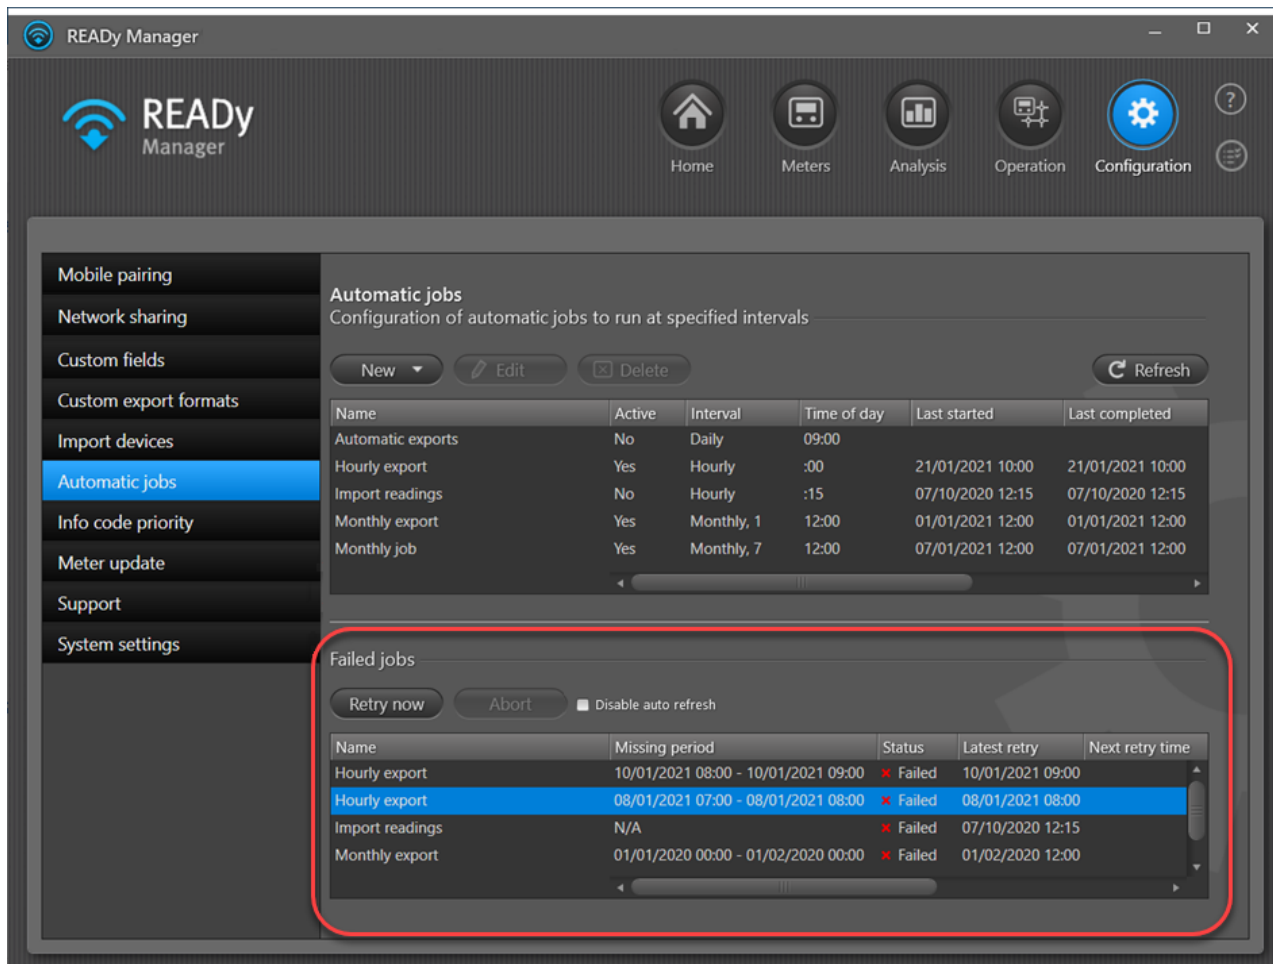 READy Manager
READy
Manager
Home Meters Analysis Operation Configuration
?
Mobile pairing
Network sharing
Custom fields
Custom export formats
Import devices
Automatic jobs
Info code priority
Meter update
Support
System settings
Automatic jobs
Configuration of automatic jobs to run at specified intervals
New Edit Delete Refresh
Name Active Interval Time of day Last started Last completed
Automatic exports No Daily 09:00
Hourly export Yes Hourly :00 21/01/2021 10:00 21/01/2021 10:00
Import readings No Hourly :15 07/10/2020 12:15 07/10/2020 12:15
Monthly export Yes Monthly, 1 12:00 01/01/2021 12:00 01/01/2021 12:00
Monthly job Yes Monthly, 7 12:00 07/01/2021 12:00 07/01/2021 12:00
Failed jobs
Retry now Abort Disable auto refresh
Name Missing period Status Latest retry Next retry time
Hourly export 10/01/2021 08:00 - 10/01/2021 09:00 Failed 10/01/2021 09:00
Hourly export 08/01/2021 07:00 - 08/01/2021 08:00 Failed 08/01/2021 08:00
Import readings N/A Failed 07/10/2020 12:15
Monthly export 01/01/2020 00:00 - 01/02/2020 00:00 Failed 01/02/2020 12:00